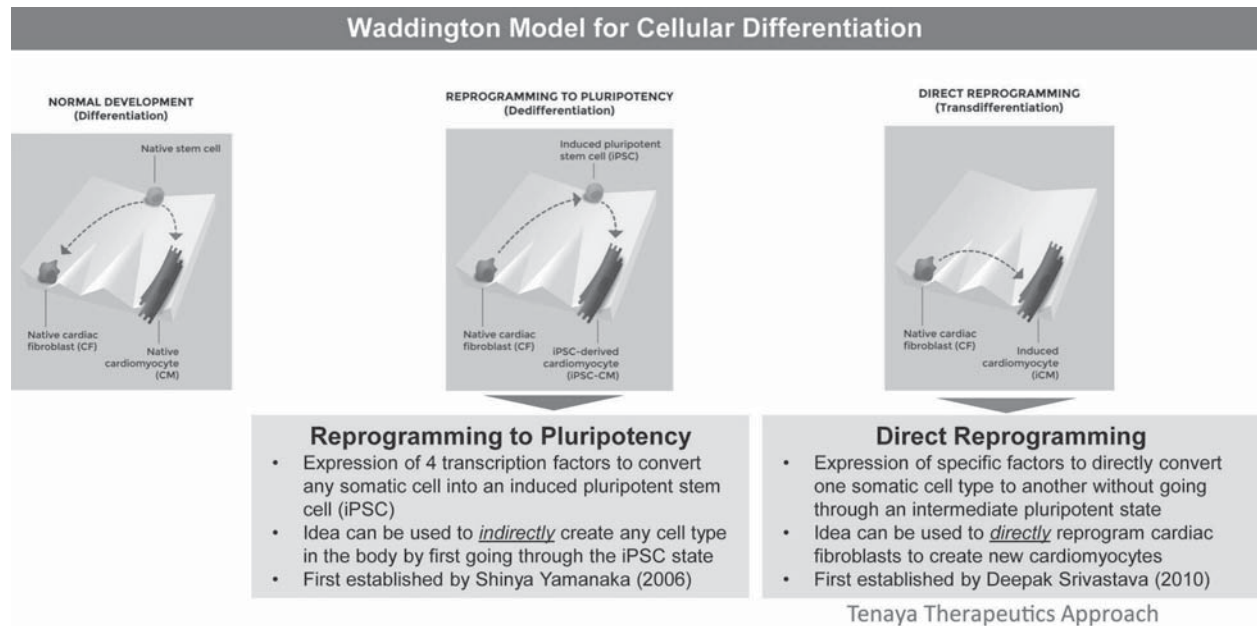 Waddington Model for Cellular Differentiation
NORMAL DEVELOPMENT
(Differentiation)
Native stem cell
Native cardiac
fibroblast (CF)
Native
cardiomyocyte
(CM)
REPROGRAMMING TO PLURIPOTENCY
(Dedifferentiation)
Induced pluripotent
stem cell (iPSC)
Native cardiac
fibroblast (CF)
iPSC-derived
cardiomyocyte
(iPSC-CM)
DIRECT REPROGRAMMING
(Transdifferentiation)
Native cardiac
fibroblast (CF)
Induced
cardiomyocyte
(iCM)
Reprogramming to Pluripotency
• Expression of 4 transcription factors to convert
any somatic cell into an induced pluripotent stem
cell (iPSC)
• Idea can be used to indirectly create any cell type
in the body by first going through the iPSC state
• First established by Shinya Yamanaka (2006)
Direct Reprogramming
• Expression of specific factors to directly convert
one somatic cell type to another without going
through an intermediate pluripotent state
• Idea can be used to directly reprogram cardiac
fibroblasts to create new cardiomyocytes
• First established by Deepak Srivastava (2010)
Tenaya Therapeutics Approach